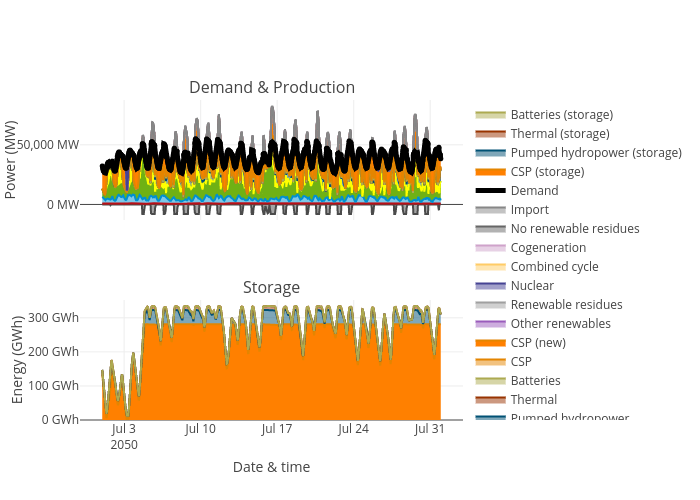 Demand & Production
Power (MW)
50,000 MW
0 MW
Storage
Energy (GWh)
300 GWh
200 GWh
100 GWh
0 GWh
Jul 3
2050
Jul 10
Jul 17
Jul 24
Jul 31
Date & time
Batteries (storage)
Thermal (storage)
Pumped hydropower (storage)
CSP (storage)
Demand
Import
No renewable residues
Cogeneration
Combined cycle
Nuclear
Renewable residues
Other renewables
CSP (new)
CSP
Batteries
Thermal
Pumped hydropower